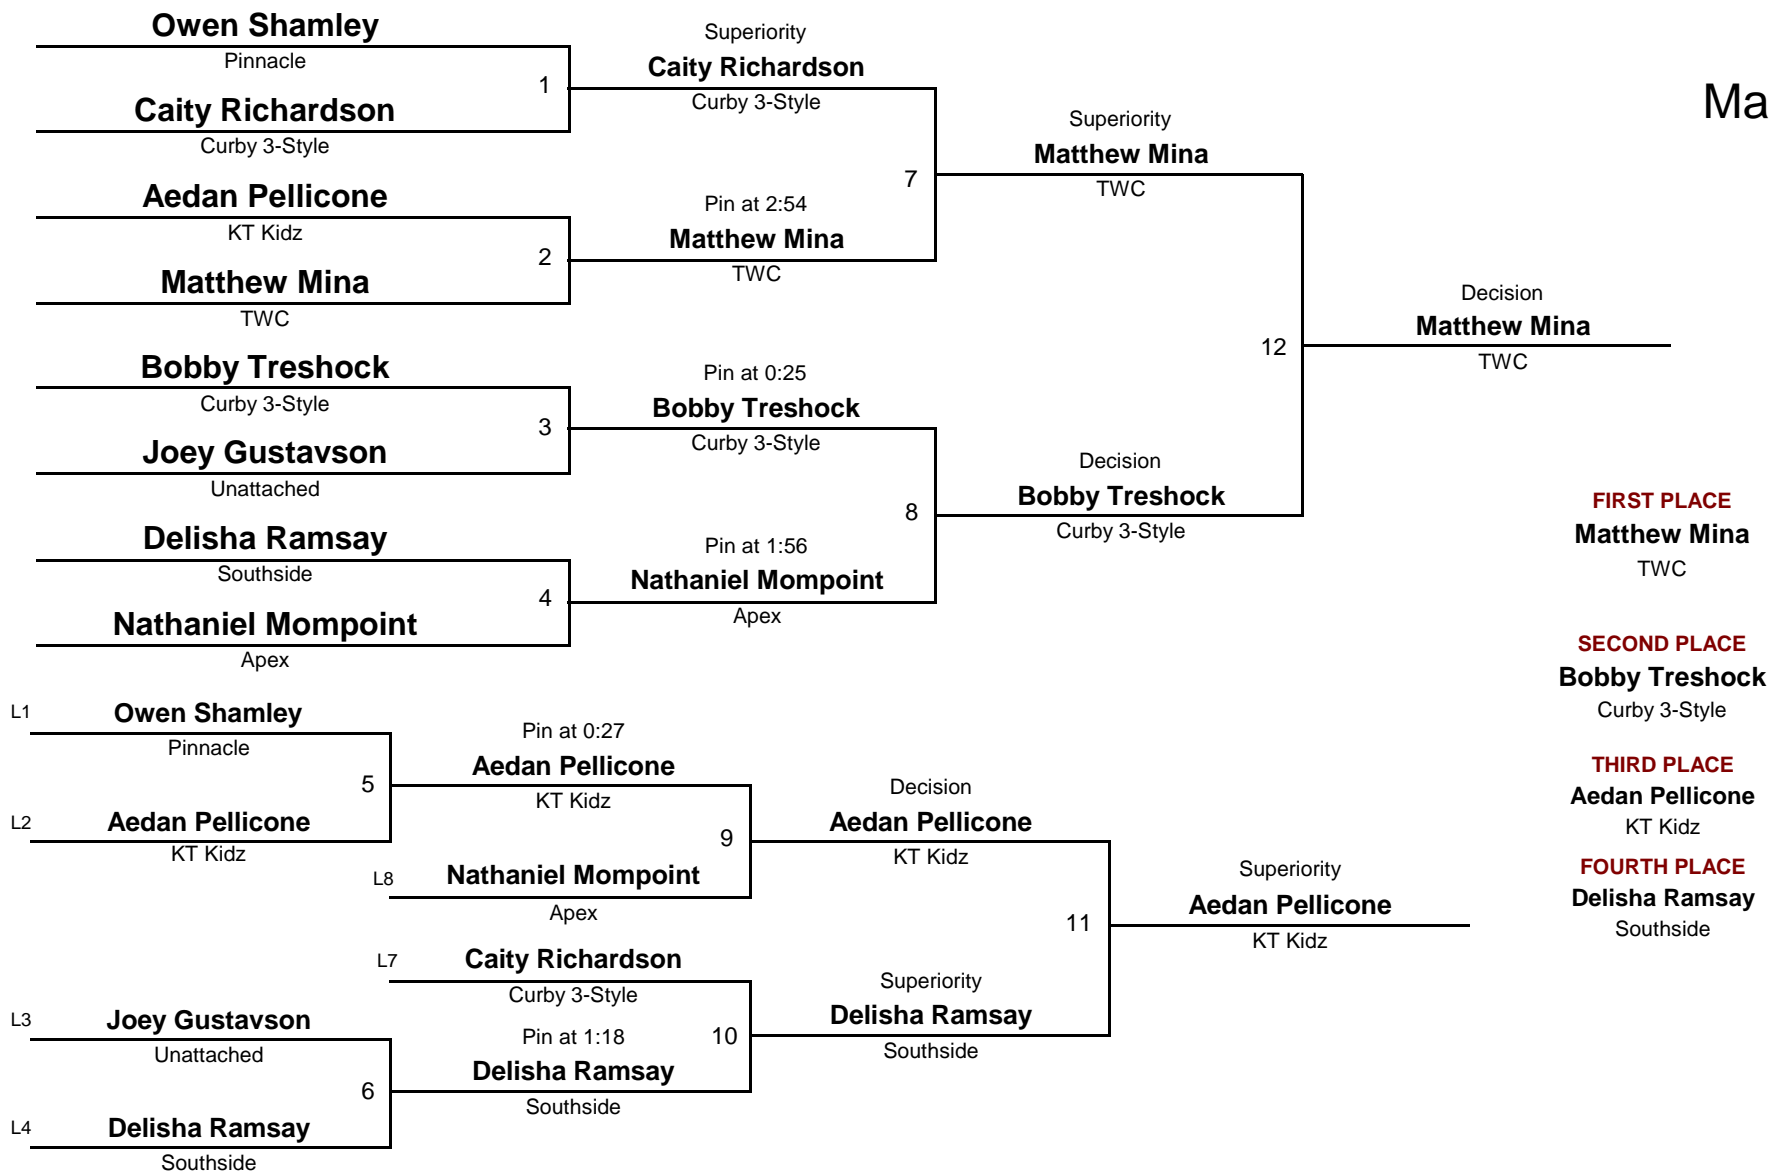 Owen Shamley
Pinnacle
1
Caity Richardson
Curby 3-Style
Aedan Pellicone
KT Kidz
2
Matthew Mina
TWC
Bobby Treshock
Curby 3-Style
3
Joey Gustavson
Unattached
Delisha Ramsay
Southside
4
Nathaniel Mompoint
Apex
Superiority
Caity Richardson
Curby 3-Style
7
Pin at 2:54
Matthew Mina
TWC
Pin at 0:25
Bobby Treshock
Curby 3-Style
8
Pin at 1:56
Nathaniel Mompoint
Apex
Superiority
Matthew Mina
TWC
12
Decision
Bobby Treshock
Curby 3-Style
Decision
Matthew Mina
TWC
Ma
L1
Owen Shamley
Pinnacle
5
L2
Aedan Pellicone
KT Kidz
L3
Joey Gustavson
Unattached
6
L4
Delisha Ramsay
Southside
Pin at 0:27
Aedan Pellicone
KT Kidz
9
L8
Nathaniel Mompoint
Apex
L7
Caity Richardson
Curby 3-Style
10
Pin at 1:18
Delisha Ramsay
Southside
Decision
Aedan Pellicone
KT Kidz
11
Superiority
Delisha Ramsay
Southside
Superiority
Aedan Pellicone
KT Kidz
FIRST PLACE
Matthew Mina
TWC
SECOND PLACE
Bobby Treshock
Curby 3-Style
THIRD PLACE
Aedan Pellicone
KT Kidz
FOURTH PLACE
Delisha Ramsay
Southside